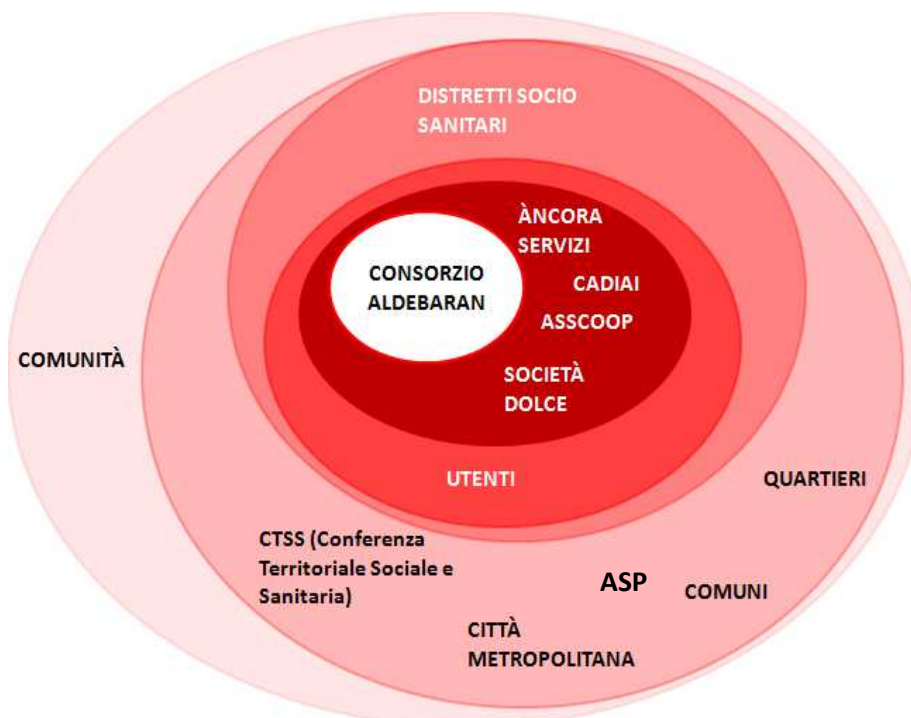 DISTRETTI SOCIO
SANITARI
ÀNCORA
SERVIZI
CONSORZIO
ALDEBARAN
CADIAI
ASSCOOP
COMUNITÀ
SOCIETÀ
DOLCE
UTENTI
QUARTIERI
CTSS (Conferenza
Territoriale Sociale e
Sanitaria)
ASP
COMUNI
CITTÀ
METROPOLITANA